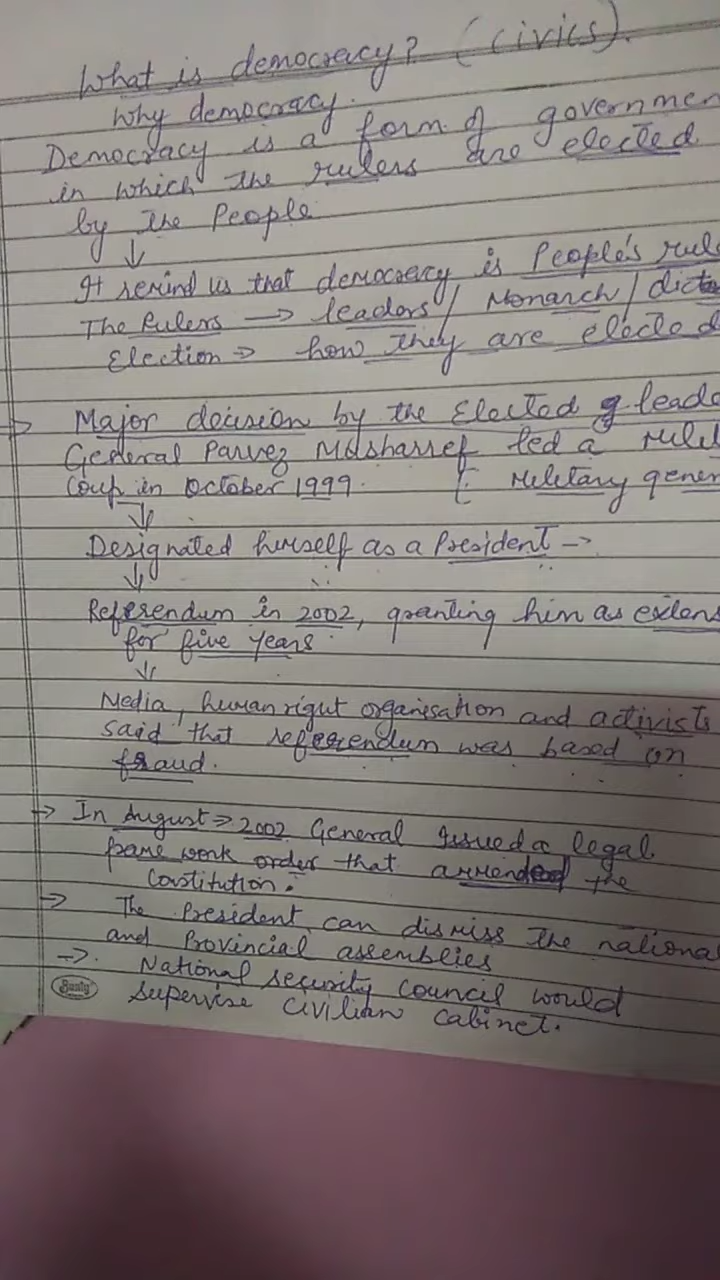 What is democracy? (civics).
Why democracy.
Democracy is a form of governmen
in which the rulers are elected
by the People
↓
It remind us that democracy is People's rule
The Rulers → leaders / Monarch / dicta
Election → how they are elected
→ Major decision by the Elected leade
General Parvez Musharref led a
Coup in October 1999. [ Military gener
↓
Designated himself as a President →
↓
Referendum in 2002, granting him as extens
for five years.
↓
Media, human right organisation and activists
said that referendum was based on
fraud.
→ In August → 2002 General issued a legal
frame work order that amended the
Constitution.
→ The President can dismiss the national
and Provincial assemblies
→. National security council would
supervise civilian cabinet.